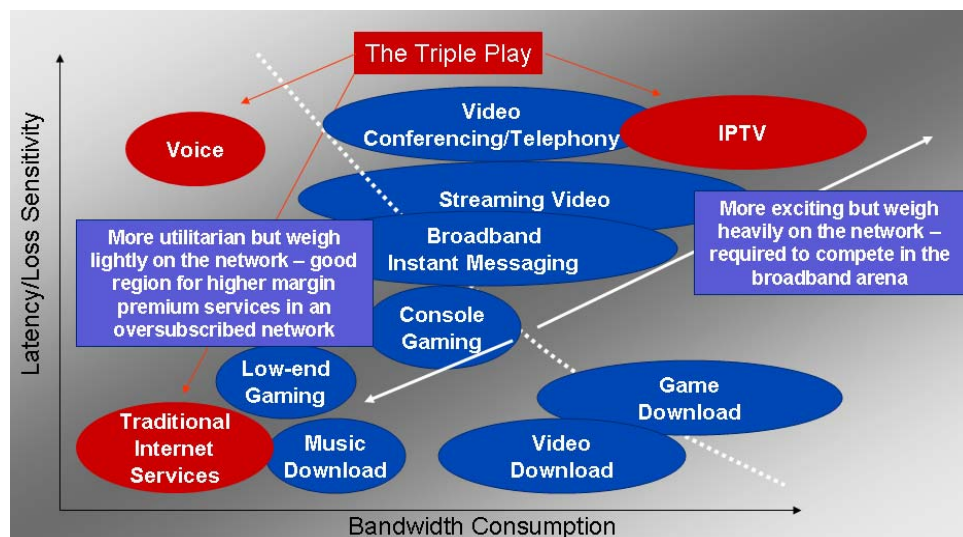 The Triple Play
Video
Conferencing/Telephony
IPTV
Voice
Streaming Video
More exciting but weigh
heavily on the network –
required to compete in the
broadband arena
More utilitarian but weigh
lightly on the network – good
region for higher margin
premium services in an
oversubscribed network
Broadband
Instant Messaging
Console
Gaming
Low-end
Gaming
Game
Download
Traditional
Internet
Services
Music
Download
Video
Download
Latency/Loss Sensitivity
Bandwidth Consumption